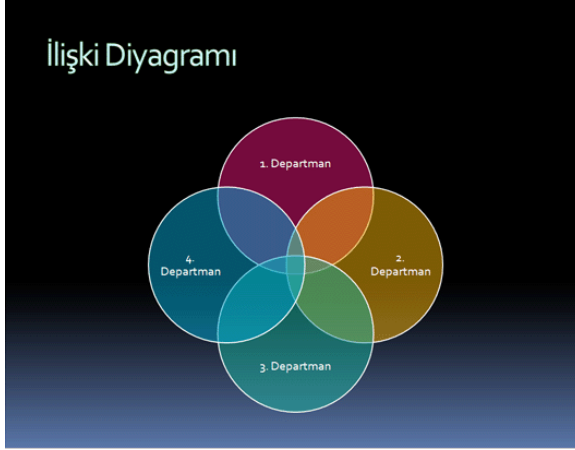 İlişki Diyagramı
1. Departman
4.
Departman
2.
Departman
3. Departman